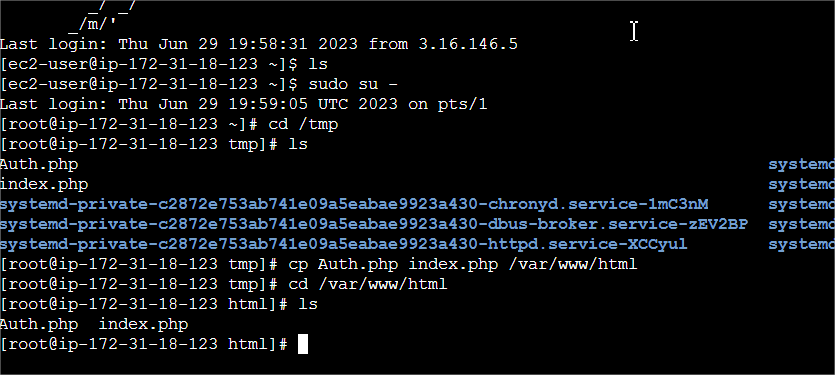 _/ _/
_/m/'
Last login: Thu Jun 29 19:58:31 2023 from 3.16.146.5
[ec2-user@ip-172-31-18-123 ~]$ ls
[ec2-user@ip-172-31-18-123 ~]$ sudo su -
Last login: Thu Jun 29 19:59:05 UTC 2023 on pts/1
[root@ip-172-31-18-123 ~]# cd /tmp
[root@ip-172-31-18-123 tmp]# ls
Auth.php systemd
index.php systemd
systemd-private-c2872e753ab741e09a5eabae9923a430-chronyd.service-1mC3nM systemd
systemd-private-c2872e753ab741e09a5eabae9923a430-dbus-broker.service-zEV2BP systemd
systemd-private-c2872e753ab741e09a5eabae9923a430-httpd.service-XCCyul systemd
[root@ip-172-31-18-123 tmp]# cp Auth.php index.php /var/www/html
[root@ip-172-31-18-123 tmp]# cd /var/www/html
[root@ip-172-31-18-123 html]# ls
Auth.php index.php
[root@ip-172-31-18-123 html]#